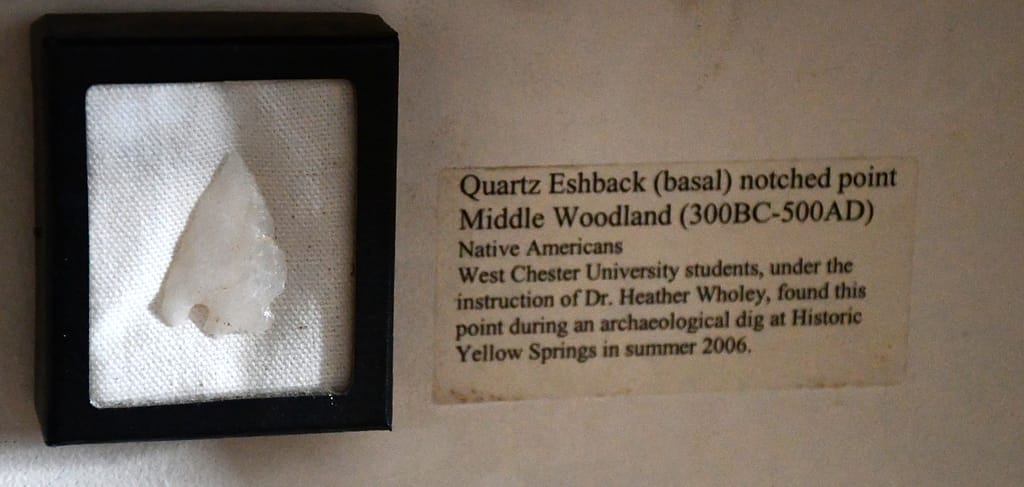 Quartz Eshback (basal) notched point
Middle Woodland (300BC-500AD)
Native Americans
West Chester University students, under the
instruction of Dr. Heather Wholey, found this
point during an archaeological dig at Historic
Yellow Springs in summer 2006.